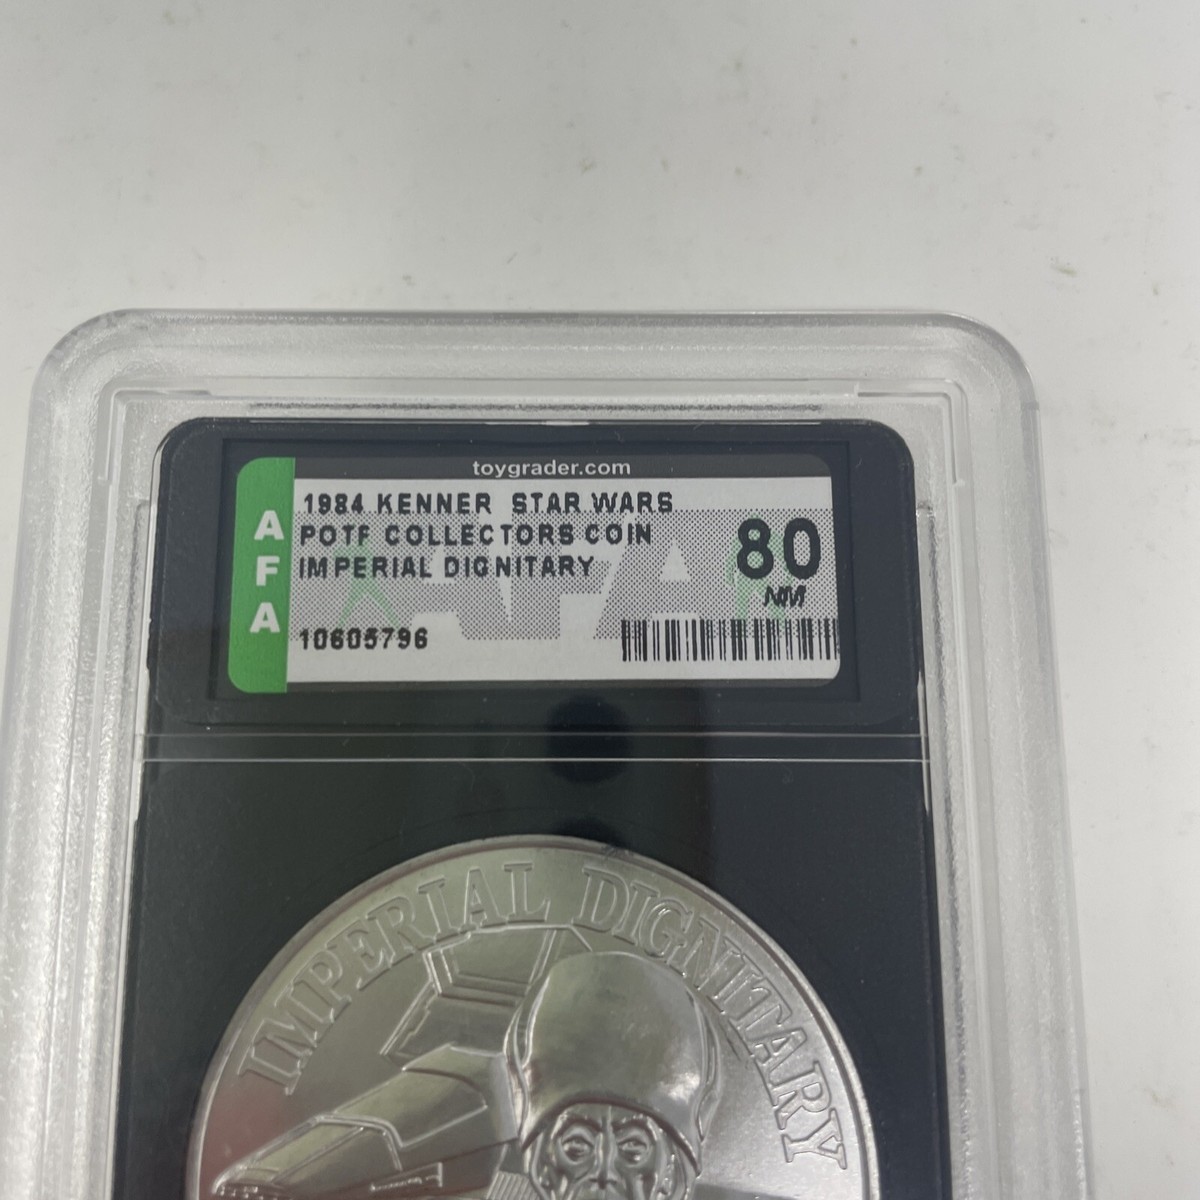 toygrader.com
AFA
1984 KENNER STAR WARS
POTF COLLECTORS COIN
IMPERIAL DIGNITARY
80
NM
10605796
IMPERIAL DIGNITARY